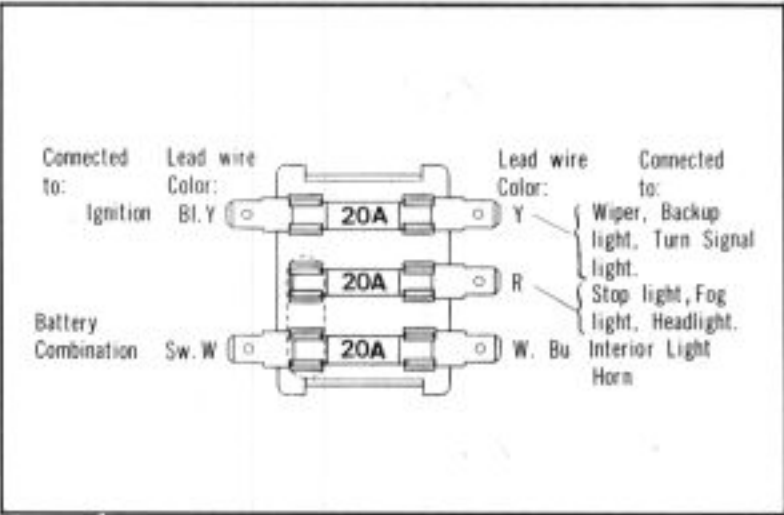 Connected Lead wire Lead wire Connected
to: Color: Color: to:
Ignition Bl.Y 20A Y Wiper, Backup
light, Turn Signal
light.
20A R Stop light, Fog
light, Headlight.
Battery
Combination Sw. W 20A W. Bu Interior Light
Horn